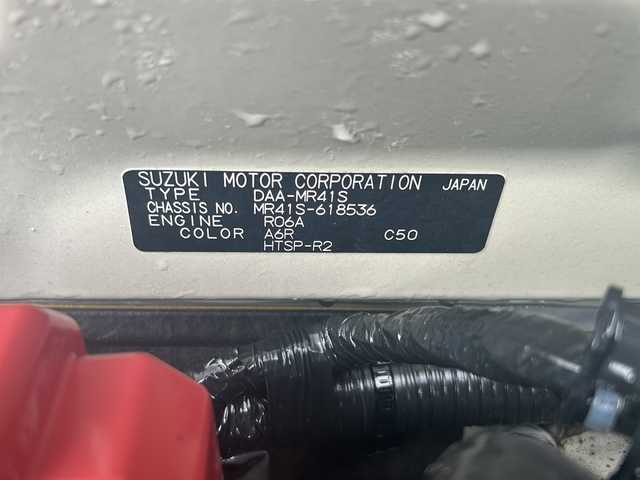 SUZUKI MOTOR CORPORATION JAPAN
TYPE DAA-MR41S
CHASSIS NO. MR41S-618536
ENGINE R06A
COLOR A6R C50
HTSP-R2